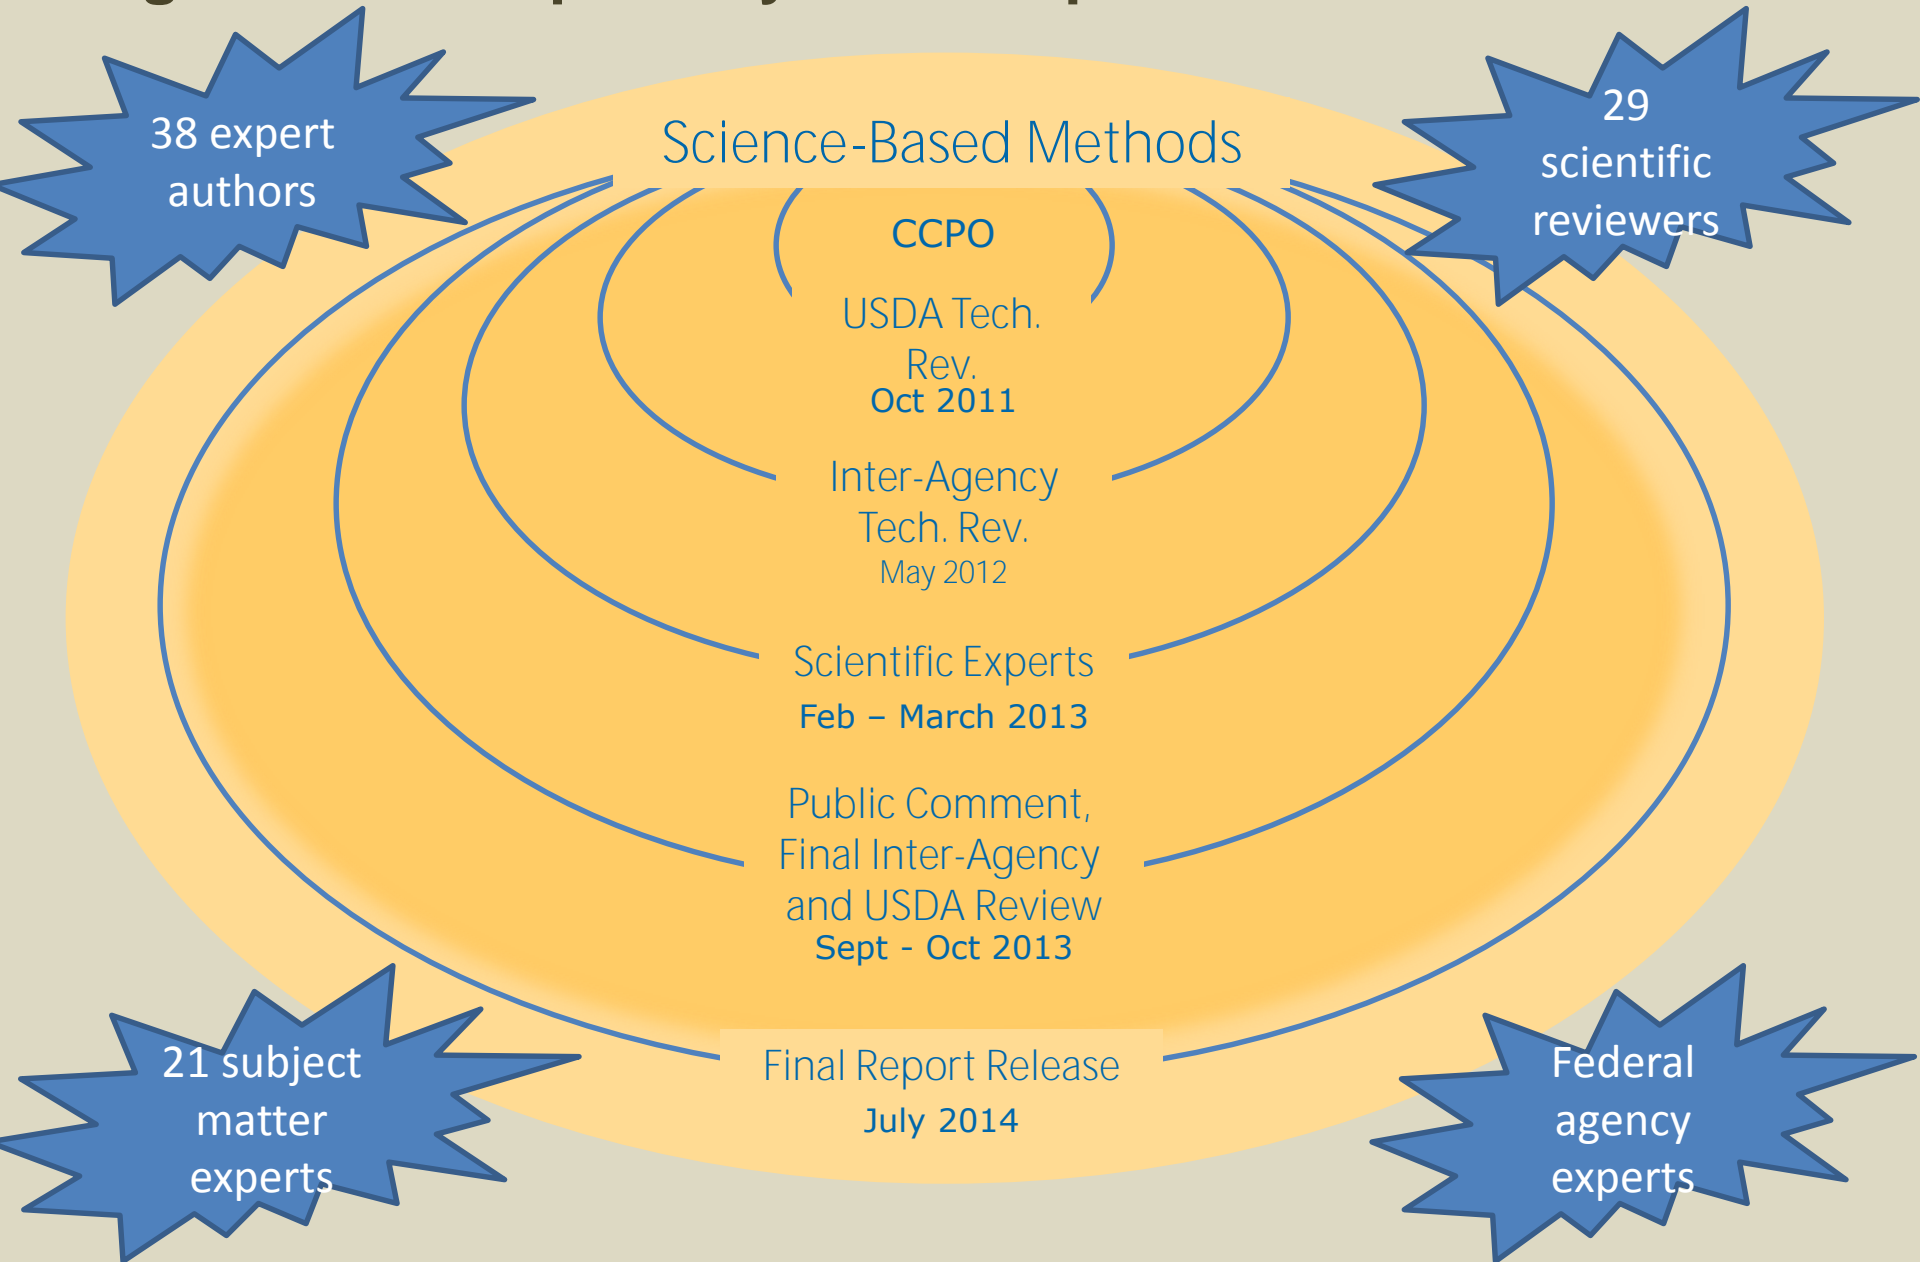 38 expert
authors
29
scientific
reviewers
Science-Based Methods
CCPO
USDA Tech.
Rev.
Oct 2011
Inter-Agency
Tech. Rev.
May 2012
Scientific Experts
Feb – March 2013
Public Comment,
Final Inter-Agency
and USDA Review
Sept - Oct 2013
Final Report Release
July 2014
21 subject
matter
experts
Federal
agency
experts